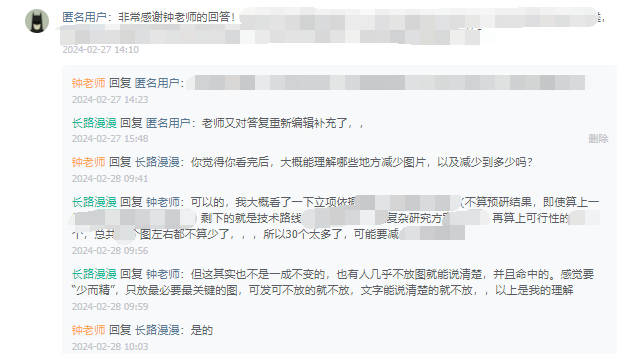 匿名用户：非常感谢钟老师的回答！
2024-02-27 14:10
钟老师 回复 匿名用户：
2024-02-27 14:23
长路漫漫 回复 匿名用户：老师又对答复重新编辑补充了，，
2024-02-27 15:48
删除
钟老师 回复 长路漫漫：你觉得你看完后，大概能理解哪些地方减少图片，以及减少到多少吗？
2024-02-28 09:41
长路漫漫 回复 钟老师：可以的，我大概看了一下立项依据 （不算预研结果，即使算上一
）剩下的就是技术路线 复杂研究方 再算上可行性的
个，总共 个图左右都不算少了，，，所以30个太多了，可能要减
2024-02-28 09:56
长路漫漫 回复 钟老师：但这其实也不是一成不变的，也有人几乎不放图就能说清楚，并且命中的。感觉要
“少而精”，只放最必要最关键的图，可发可不放的就不放，文字能说清楚的就不放，，以上是我的理解
2024-02-28 09:59
钟老师 回复 长路漫漫：是的
2024-02-28 10:03